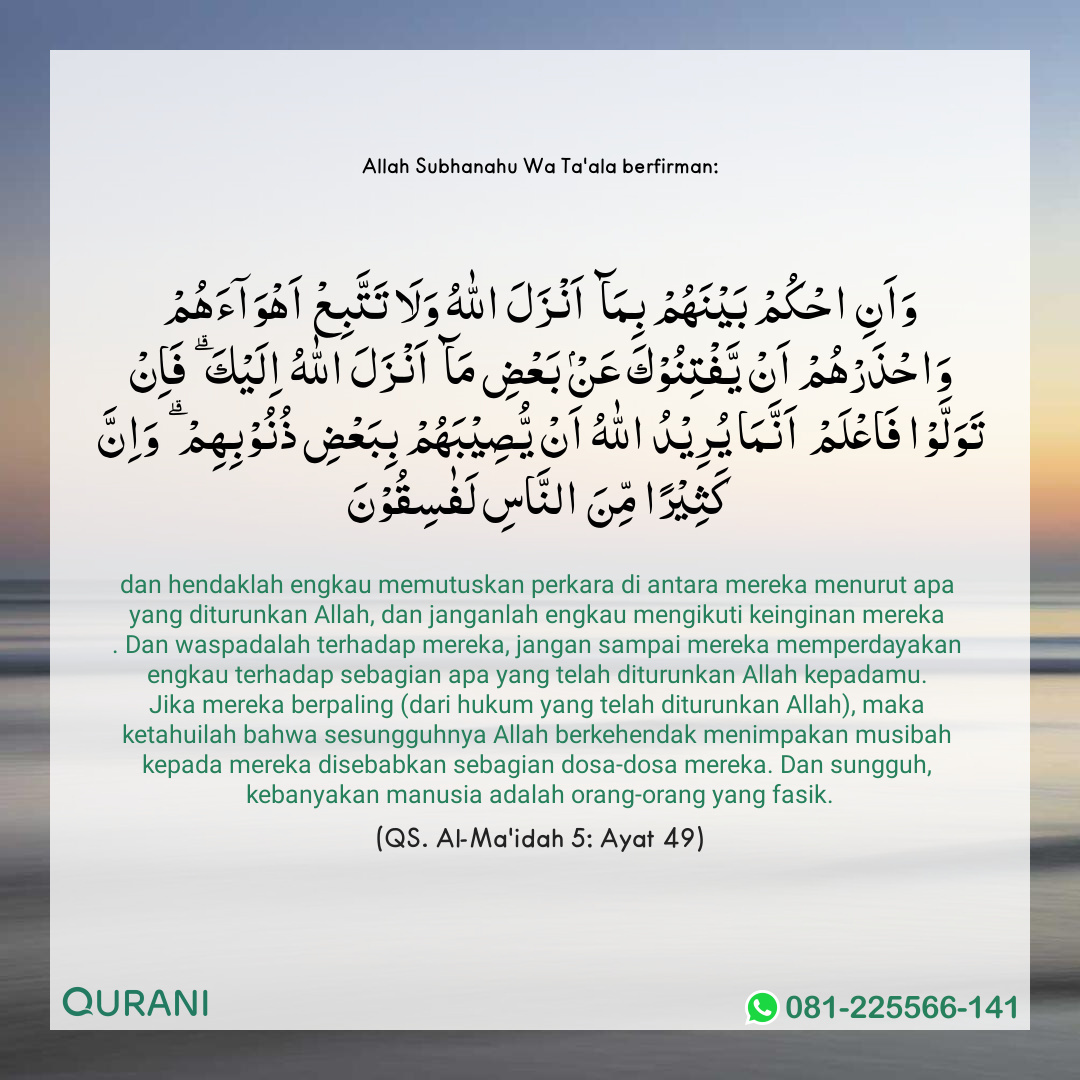 Allah Subhanahu Wa Ta'ala berfirman:
وَاَنِ احْكُمْ بَيْنَهُمْ بِمَاۤ اَنْزَلَ اللّٰهُ وَلَا تَتَّبِعْ اَهْوَآءَهُمْ
وَاحْذَرْهُمْ اَنْ يَّفْتِنُوْكَ عَنْۢ بَعْضِ مَاۤ اَنْزَلَ اللّٰهُ اِلَيْكَ ۗ فَاِنْ
تَوَلَّوْا فَاعْلَمْ اَنَّمَا يُرِيْدُ اللّٰهُ اَنْ يُّصِيْبَهُمْ بِبَعْضِ ذُنُوْبِهِمْ ۗ وَاِنَّ
كَثِيْرًا مِّنَ النَّاسِ لَفٰسِقُوْنَ
dan hendaklah engkau memutuskan perkara di antara mereka menurut apa
yang diturunkan Allah, dan janganlah engkau mengikuti keinginan mereka
. Dan waspadalah terhadap mereka, jangan sampai mereka memperdayakan
engkau terhadap sebagian apa yang telah diturunkan Allah kepadamu.
Jika mereka berpaling (dari hukum yang telah diturunkan Allah), maka
ketahuilah bahwa sesungguhnya Allah berkehendak menimpakan musibah
kepada mereka disebabkan sebagian dosa-dosa mereka. Dan sungguh,
kebanyakan manusia adalah orang-orang yang fasik.
(QS. Al-Ma'idah 5: Ayat 49)
QURANI
081-225566-141